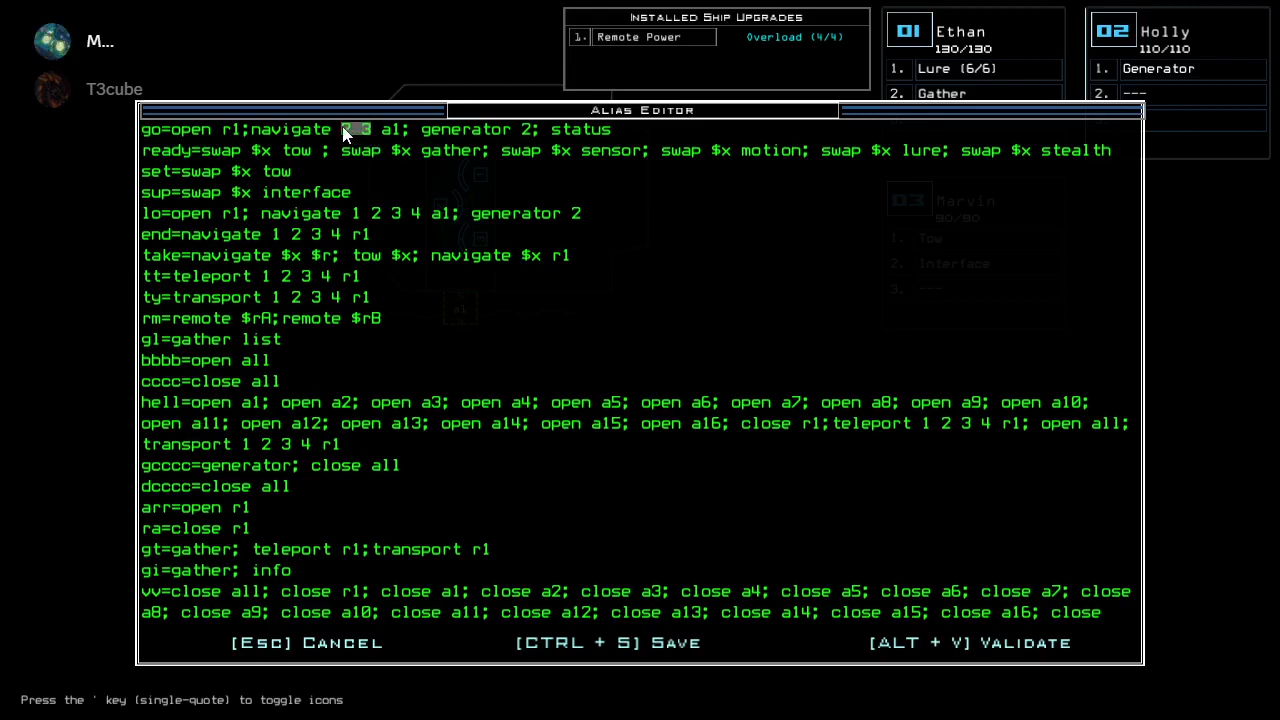 M...
T3cube
Installed Ship Upgrades
1. Remote Power Overload (4/4)
01 Ethan
130/130
1. Lure (6/6)
2. Gather
02 Holly
110/110
1. Generator
2. ---
Alias Editor
go=open r1;navigate 2 3 a1; generator 2; status
ready=swap $x tow ; swap $x gather; swap $x sensor; swap $x motion; swap $x lure; swap $x stealth
set=swap $x tow
sup=swap $x interface
lo=open r1; navigate 1 2 3 4 a1; generator 2
end=navigate 1 2 3 4 r1
take=navigate $x $r; tow $x; navigate $x r1
tt=teleport 1 2 3 4 r1
ty=transport 1 2 3 4 r1
rm=remote $rA;remote $rB
gl=gather list
bbbb=open all
cccc=close all
hell=open a1; open a2; open a3; open a4; open a5; open a6; open a7; open a8; open a9; open a10;
open a11; open a12; open a13; open a14; open a15; open a16; close r1;teleport 1 2 3 4 r1; open all;
transport 1 2 3 4 r1
gcccc=generator; close all
dcccc=close all
arr=open r1
ra=close r1
gt=gather; teleport r1;transport r1
gi=gather; info
vv=close all; close r1; close a1; close a2; close a3; close a4; close a5; close a6; close a7; close
a8; close a9; close a10; close a11; close a12; close a13; close a14; close a15; close a16; close
03 Marvin
90/90
1. Tow
2. Interface
3. ---
a1
[Esc] Cancel
[CTRL + S] Save
[ALT + V] Validate
Press the ' key (single-quote) to toggle icons